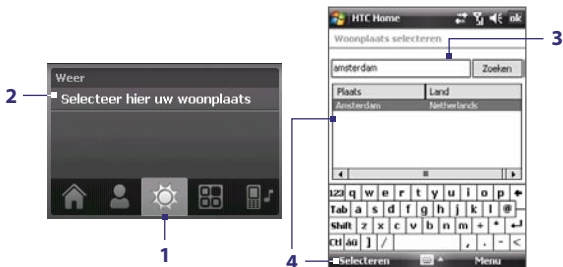 Weer
2
Selecteer hier uw woonplaats
1
HTC Home
ok
Woonplaats selecteren
3
amsterdam
Zoeken
Plaats Land
Amsterdam Netherlands
4
123 q w e r t y u i o p
Tab a s d f g h j k l @
Shift z x c v b n m + *
Ctl áü ] / , . - <
Selecteren Menu